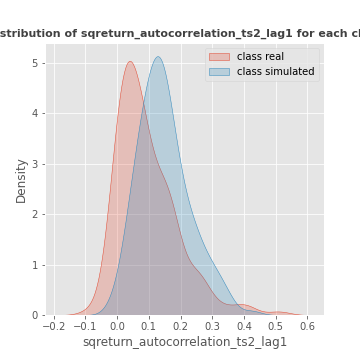 stribution of sqreturn_autocorrelation_ts2_lag1 for each cl
class real
class simulated
5
4
3
2
1
0
Density
−0.2 −0.1 0.0 0.1 0.2 0.3 0.4 0.5 0.6
sqreturn_autocorrelation_ts2_lag1